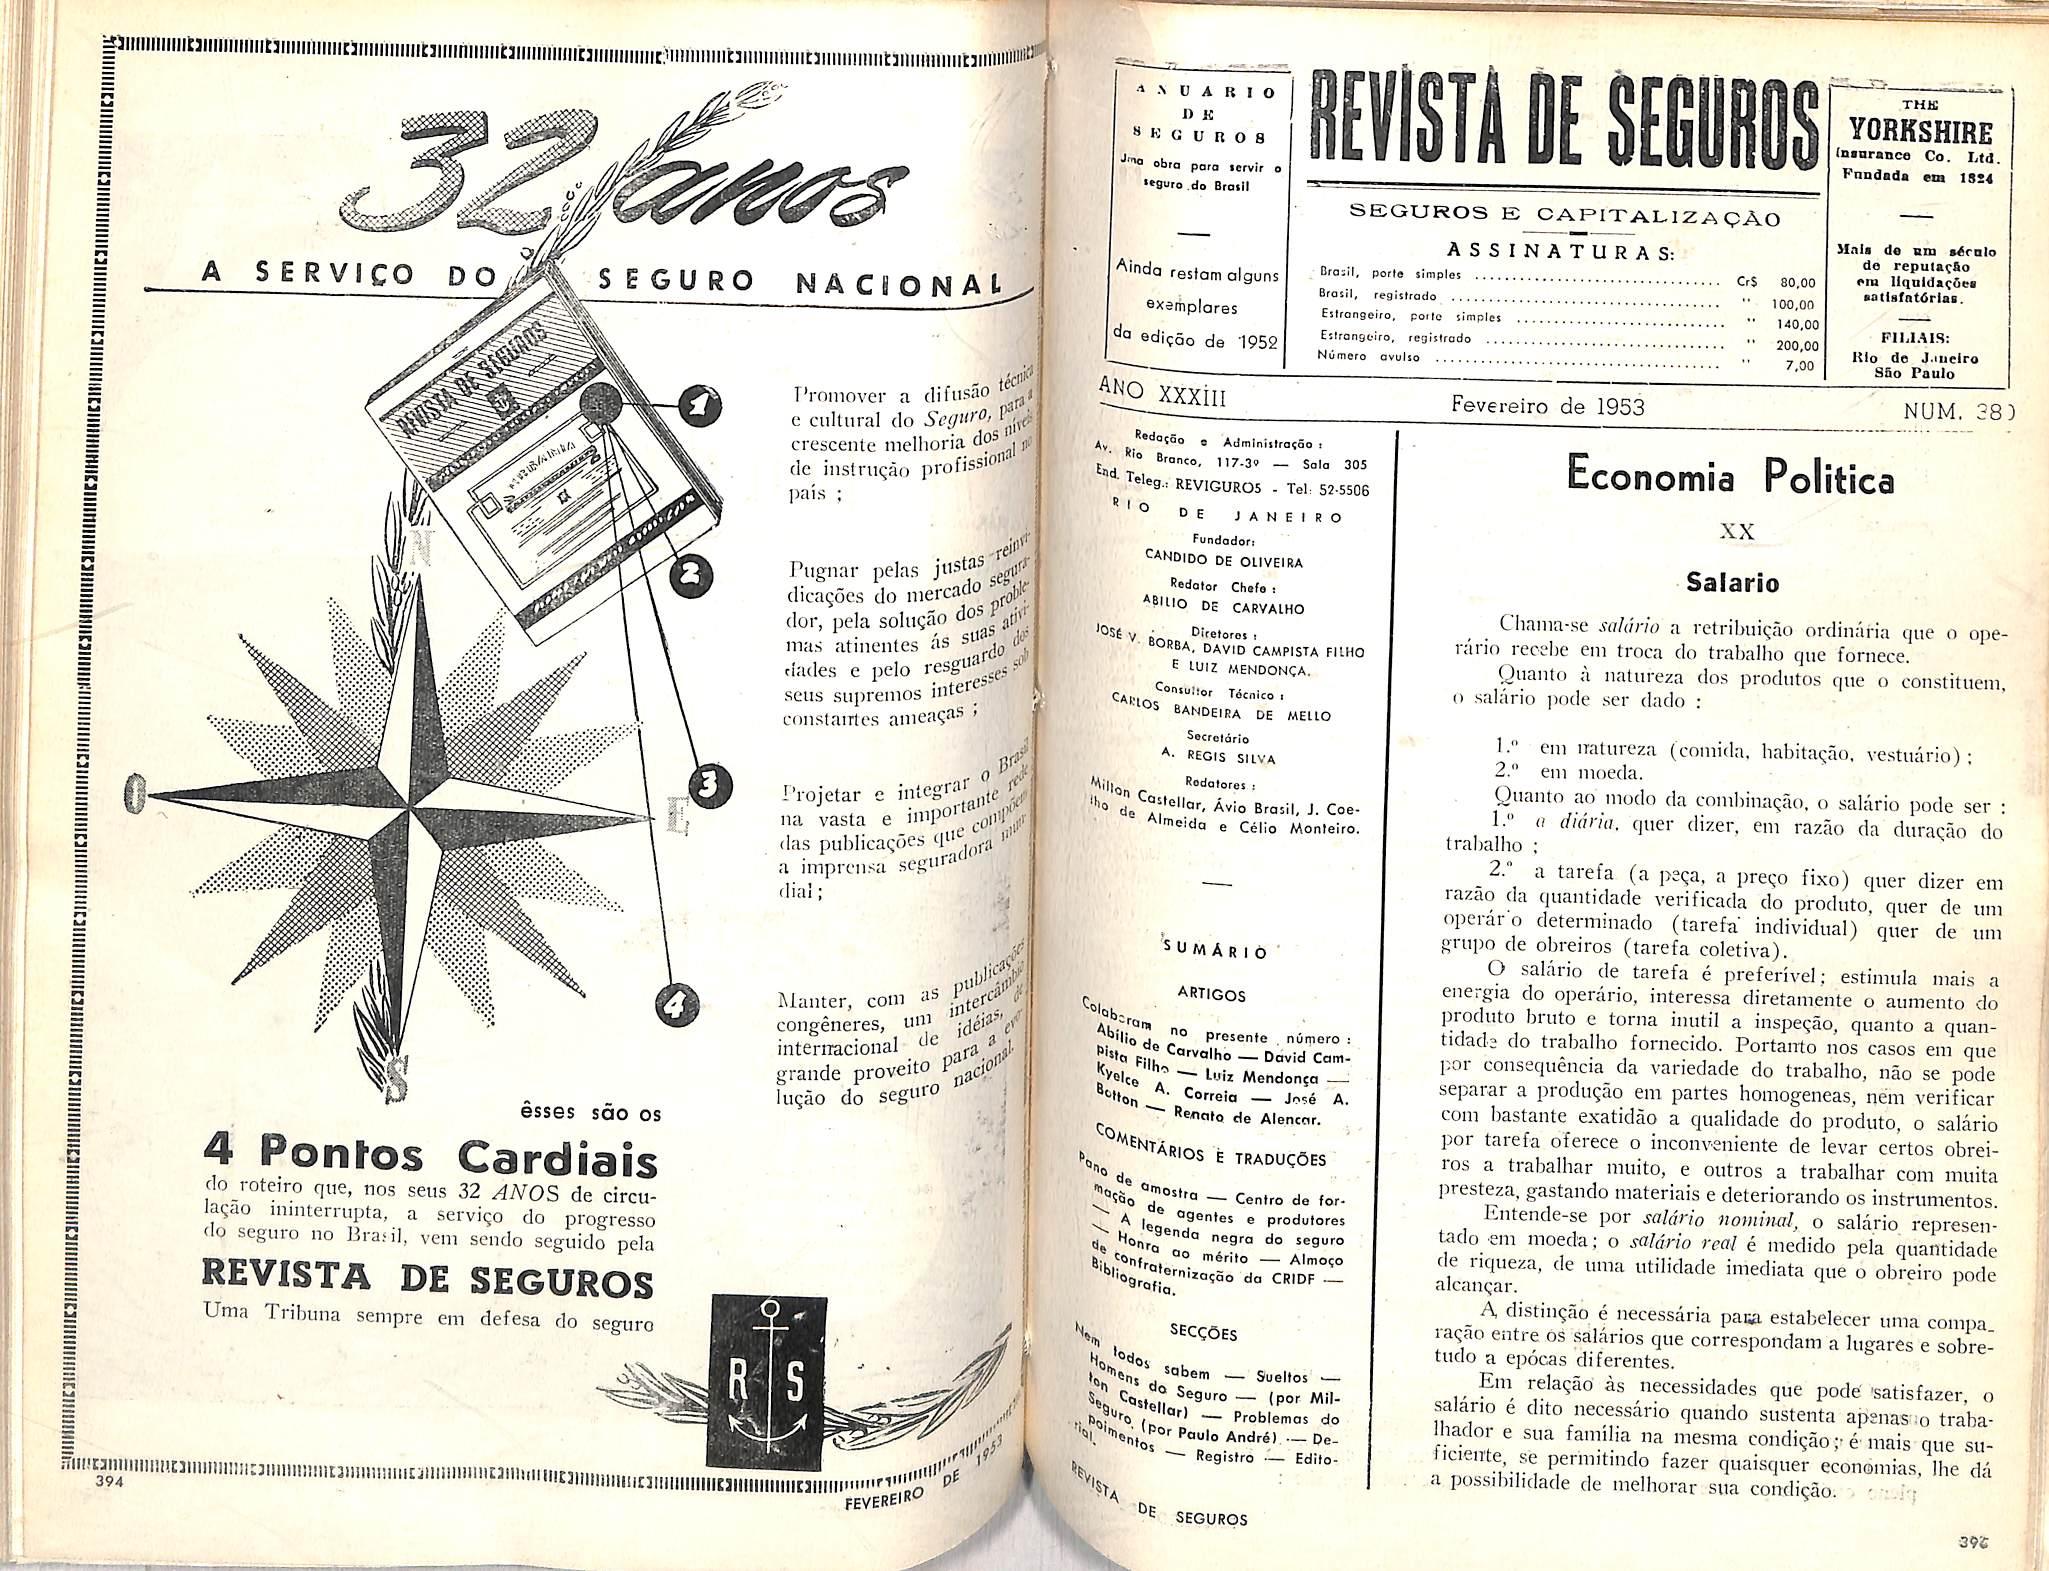 32 anos
A SERVIÇO DO SEGURO NACIONAL
REVISTA DE SEGUROS
1
2
3
4
N
O
E
S
Promover a difusão técnica
e cultural do Seguro, para a
crescente melhoria dos níveis
de instrução profissional no
país ;
Pugnar pelas justas reinvi-
dicações do mercado segura-
dor, pela solução dos proble-
mas atinentes ás suas ativi-
dades e pelo resguardo dos
seus supremos interesses sob
constantes ameaças ;
Projetar e integrar o Brasil
na vasta e importante rede
das publicações que compõem
a imprensa seguradora mun-
dial ;
Manter, com as publicações
congêneres, um intercâmbio
internacional de idéias, de
grande proveito para a evo-
lução do seguro nacional.
êsses são os
4 Pontos Cardiais
do roteiro que, nos seus 32 ANOS de circu-
lação ininterrupta, a serviço do progresso
do seguro no Brasil, vem sendo seguido pela
REVISTA DE SEGUROS
Uma Tribuna sempre em defesa do seguro
R S
394
FEVEREIRO DE 1953
ANUARIO
DE
SEGUROS
Uma obra para servir o
seguro do Brasil
Ainda restam alguns
exemplares
da edição de 1952
REVISTA DE SEGUROS
SEGUROS E CAPITALIZAÇÃO
ASSINATURAS:
Brasil, porte simples ........ Cr$ 80,00
Brasil, registrado ........ " 100,00
Estrangeiro, porte simples ........ " 140,00
Estrangeiro, registrado ........ " 200,00
Número avulso ........ " 7,00
THE
YORKSHIRE
Insurance Co. Ltd.
Fundada em 1824
Mais de um século
de reputação
em liquidações
satisfatórias.
FILIAIS:
Rio de Janeiro
São Paulo
ANO XXXIII
Fevereiro de 1953
NUM. 380
Redação e Administração :
Av. Rio Branco, 117-3º — Sala 305
End. Teleg.: REVIGUROS - Tel: 52-5506
RIO DE JANEIRO
Fundador:
CANDIDO DE OLIVEIRA
Redator Chefe :
ABILIO DE CARVALHO
Diretores :
JOSÉ V. BORBA, DAVID CAMPISTA FILHO
E LUIZ MENDONÇA.
Consultor Técnico :
CARLOS BANDEIRA DE MELLO
Secretário
A. REGIS SILVA
Redatores :
Milton Castellar, Ávio Brasil, J. Coe-
lho de Almeida e Célio Monteiro.
SUMÁRIO
ARTIGOS
Colaboram no presente número :
Abilio de Carvalho — David Cam-
pista Filho — Luiz Mendonça —
Kyelce A. Correia — José A.
Botton — Renato de Alencar.
COMENTÁRIOS E TRADUÇÕES
Pano de amostra — Centro de for-
mação de agentes e produtores
— A legenda negra do seguro
— Honra ao mérito — Almoço
de confraternização da CRIDF —
Bibliografia.
SECÇÕES
Nem todos sabem — Sueltos —
Homens do Seguro — (por Mil-
ton Castellar) — Problemas do
Seguro (por Paulo André) — De-
poimentos — Registro — Edito-
rial.
REVISTA DE SEGUROS
Economia Politica
XX
Salario
Chama-se salário a retribuição ordinária que o ope-
rário recebe em troca do trabalho que fornece.
Quanto à natureza dos produtos que o constituem,
o salário pode ser dado :
1.º em natureza (comida, habitação, vestuário) ;
2.º em moeda.
Quanto ao modo da combinação, o salário pode ser :
1.º a diária, quer dizer, em razão da duração do
trabalho ;
2.º a tarefa (a peça, a preço fixo) quer dizer em
razão da quantidade verificada do produto, quer de um
operário determinado (tarefa individual) quer de um
grupo de obreiros (tarefa coletiva).
O salário de tarefa é preferível; estimula mais a
energia do operário, interessa diretamente o aumento do
produto bruto e torna inutil a inspeção, quanto a quan-
tidade do trabalho fornecido. Portanto nos casos em que
por consequência da variedade do trabalho, não se pode
separar a produção em partes homogeneas, nem verificar
com bastante exatidão a qualidade do produto, o salário
por tarefa oferece o inconveniente de levar certos obrei-
ros a trabalhar muito, e outros a trabalhar com muita
presteza, gastando materiais e deteriorando os instrumentos.
Entende-se por salário nominal, o salário represen-
tado em moeda; o salário real é medido pela quantidade
de riqueza, de uma utilidade imediata que o obreiro pode
alcançar.
A distinção é necessária para estabelecer uma compa_
ração entre os salários que correspondam a lugares e sobre-
tudo a epócas diferentes.
Em relação às necessidades que pode satisfazer, o
salário é dito necessário quando sustenta apenas o traba-
lhador e sua família na mesma condição; é mais que su-
ficiente, se permitindo fazer quaisquer economias, lhe dá
a possibilidade de melhorar sua condição.